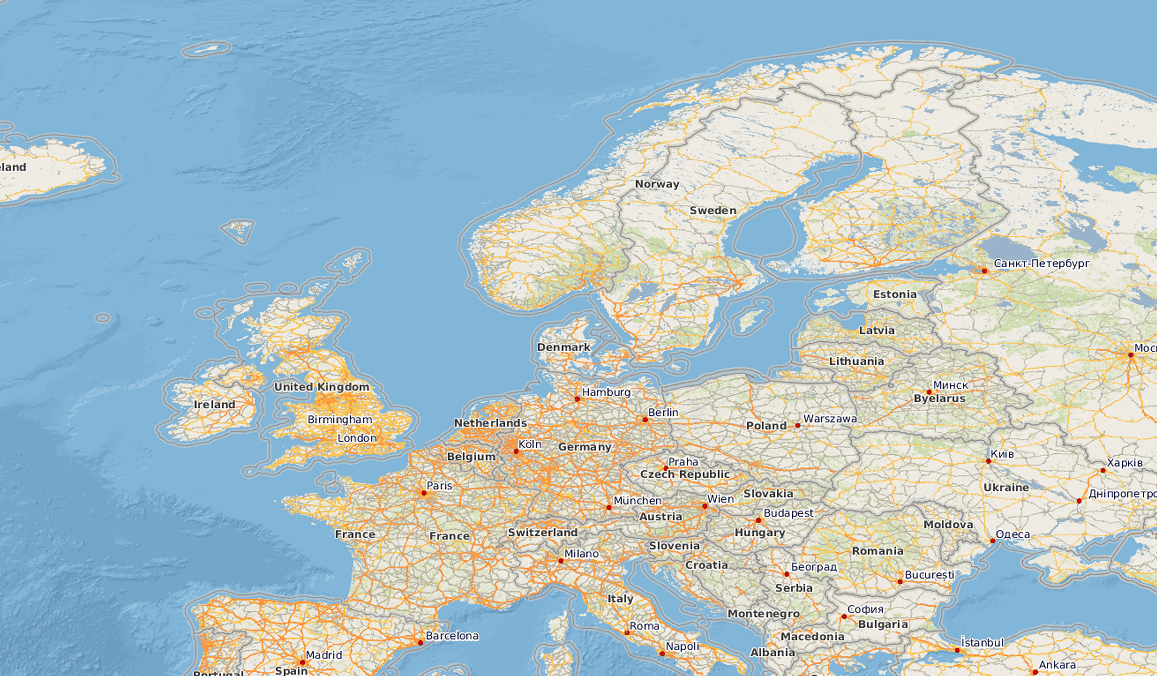 eland
Norway
Sweden
Санкт-Петербург
Estonia
Latvia
Denmark
Мос
Lithuania
United Kingdom
Минск
Hamburg
Byelarus
Ireland
Berlin
Birmingham
Warszawa
Netherlands
Poland
London
Köln
Germany
Київ
Belgium
Praha
Харків
Czech Republic
Paris
Ukraine
Slovakia
Дніпропетро
München
Wien
Budapest
Austria
Moldova
France
Switzerland
Hungary
France
Одеса
Slovenia
Romania
Milano
Croatia
Београд
București
Serbia
Italy
София
Montenegro
Bulgaria
Roma
Barcelona
Macedonia
İstanbul
Napoli
Albania
Madrid
Ankara
Spain
Portugal